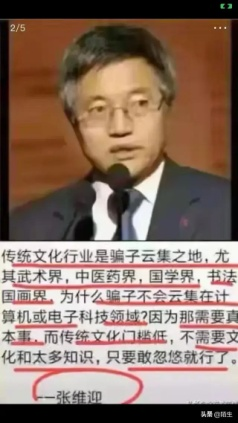 2/5
传统文化行业是骗子云集之地，尤
其武术界，中医药界，国学界，书法
国画界，为什么骗子不会云集在计
算机或电子科技领域？因为那需要真
本事，而传统文化门槛低，不需要文
化和太多知识，只要敢忽悠就行了。
--张维迎
头条 @陌生